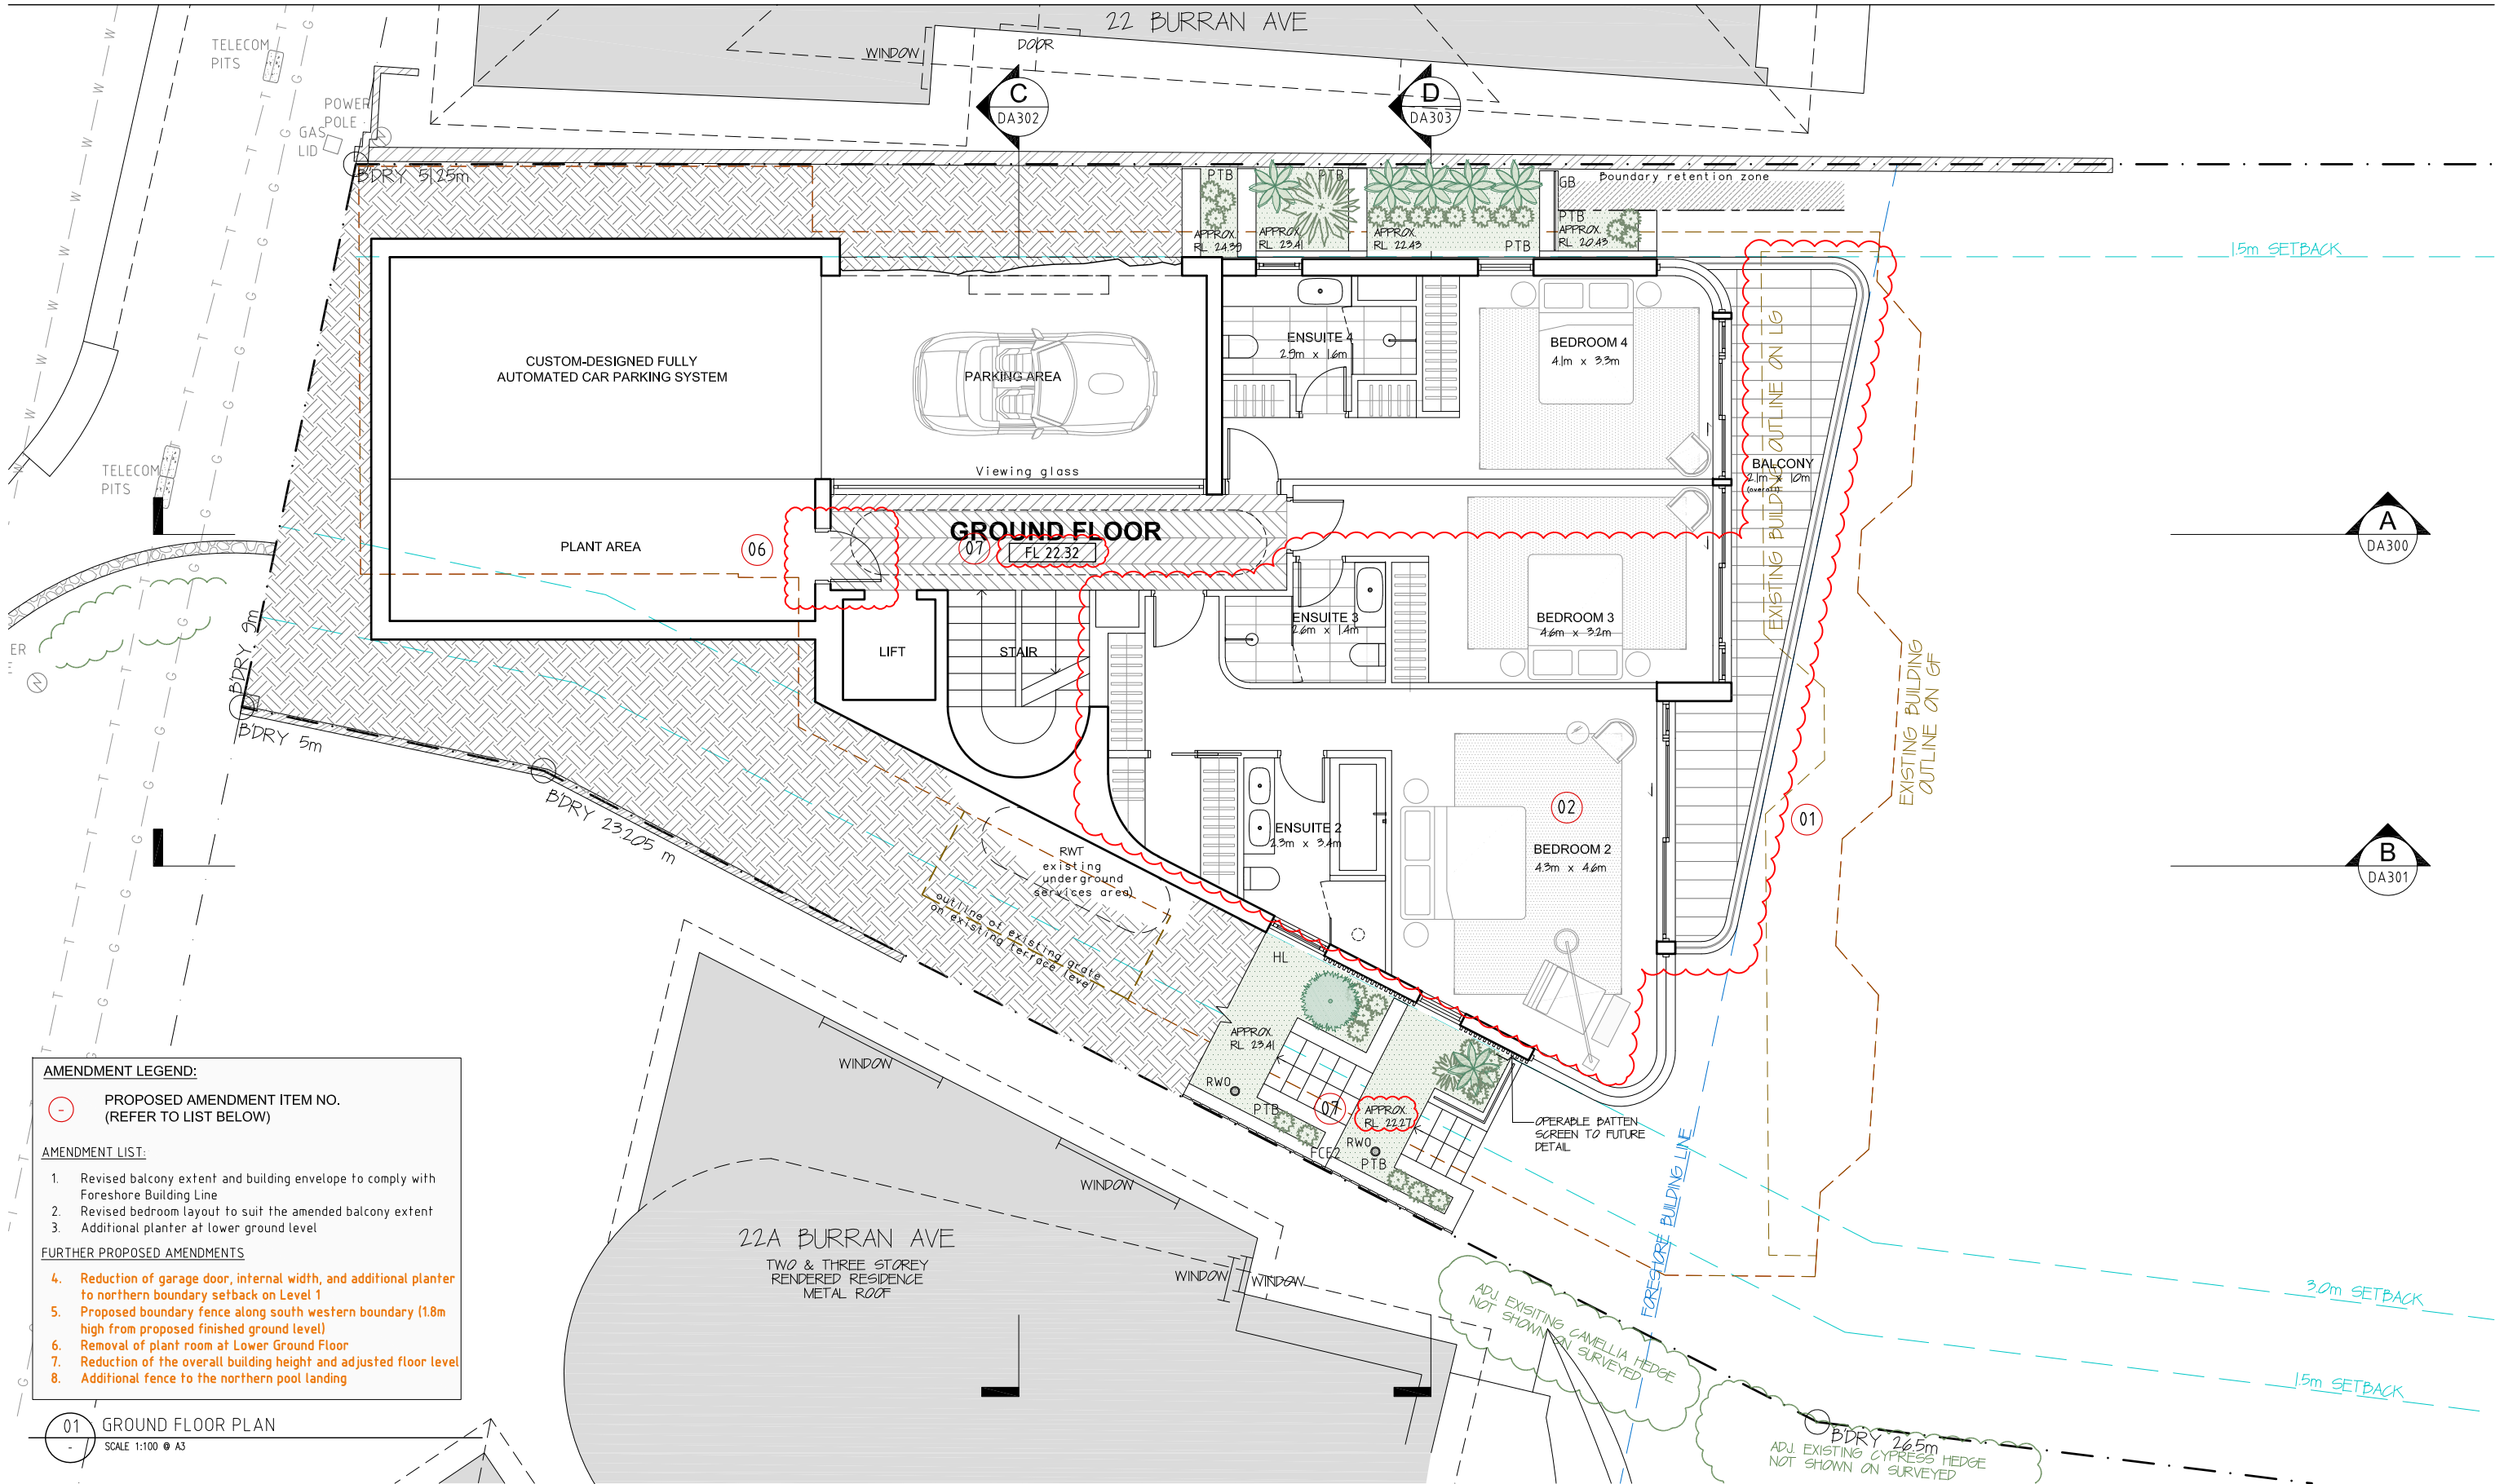 22 BURRAN AVE
TELECOM
PITS
WINDOW
DOOR
POWER
POLE
GAS
LID
C
DA302
D
DA303
B'DRY 5.125m
PTB
PTB
GB
Boundary retention zone
PTB
APPROX.
RL 24.39
APPROX.
RL 23.41
APPROX.
RL 22.43
PTB
APPROX.
RL 20.43
1.5m SETBACK
CUSTOM-DESIGNED FULLY
AUTOMATED CAR PARKING SYSTEM
PARKING AREA
ENSUITE 4
2.9m x 1.6m
BEDROOM 4
4.1m x 3.3m
EXISTING BUILDING OUTLINE ON LG
Viewing glass
BALCONY
2.1m x 10m
(overall)
TELECOM
PITS
GROUND FLOOR
FL 22.32
PLANT AREA
06
07
A
DA300
ENSUITE 3
2.6m x 1.4m
BEDROOM 3
4.6m x 3.2m
LIFT
STAIR
ER
B'DRY. 9m
B'DRY 5m
EXISTING BUILDING
OUTLINE ON GF
B'DRY 23.205 m
02
01
ENSUITE 2
2.3m x 3.4m
BEDROOM 2
4.3m x 4.6m
B
DA301
RWT
existing
underground
services area)
outline of existing grate
on existing terrace level
HL
APPROX.
RL 23.41
WINDOW
RWO
PTB
07
APPROX.
RL 22.27
RWO
FCE2
PTB
OPERABLE BATTEN
SCREEN TO FUTURE
DETAIL
WINDOW
22A BURRAN AVE
TWO & THREE STOREY
RENDERED RESIDENCE
METAL ROOF
WINDOW
WINDOW
FORESHORE BUILDING LINE
ADJ. EXISITING CAMELLIA HEDGE
NOT SHOWN ON SURVEYED
3.0m SETBACK
1.5m SETBACK
B'DRY 26.5m
ADJ. EXISTING CYPRESS HEDGE
NOT SHOWN ON SURVEYED
AMENDMENT LEGEND:
-
PROPOSED AMENDMENT ITEM NO.
(REFER TO LIST BELOW)
AMENDMENT LIST:
1. Revised balcony extent and building envelope to comply with
Foreshore Building Line
2. Revised bedroom layout to suit the amended balcony extent
3. Additional planter at lower ground level
FURTHER PROPOSED AMENDMENTS
4. Reduction of garage door, internal width, and additional planter
to northern boundary setback on Level 1
5. Proposed boundary fence along south western boundary (1.8m
high from proposed finished ground level)
6. Removal of plant room at Lower Ground Floor
7. Reduction of the overall building height and adjusted floor level
8. Additional fence to the northern pool landing
01
-
GROUND FLOOR PLAN
SCALE 1:100 @ A3